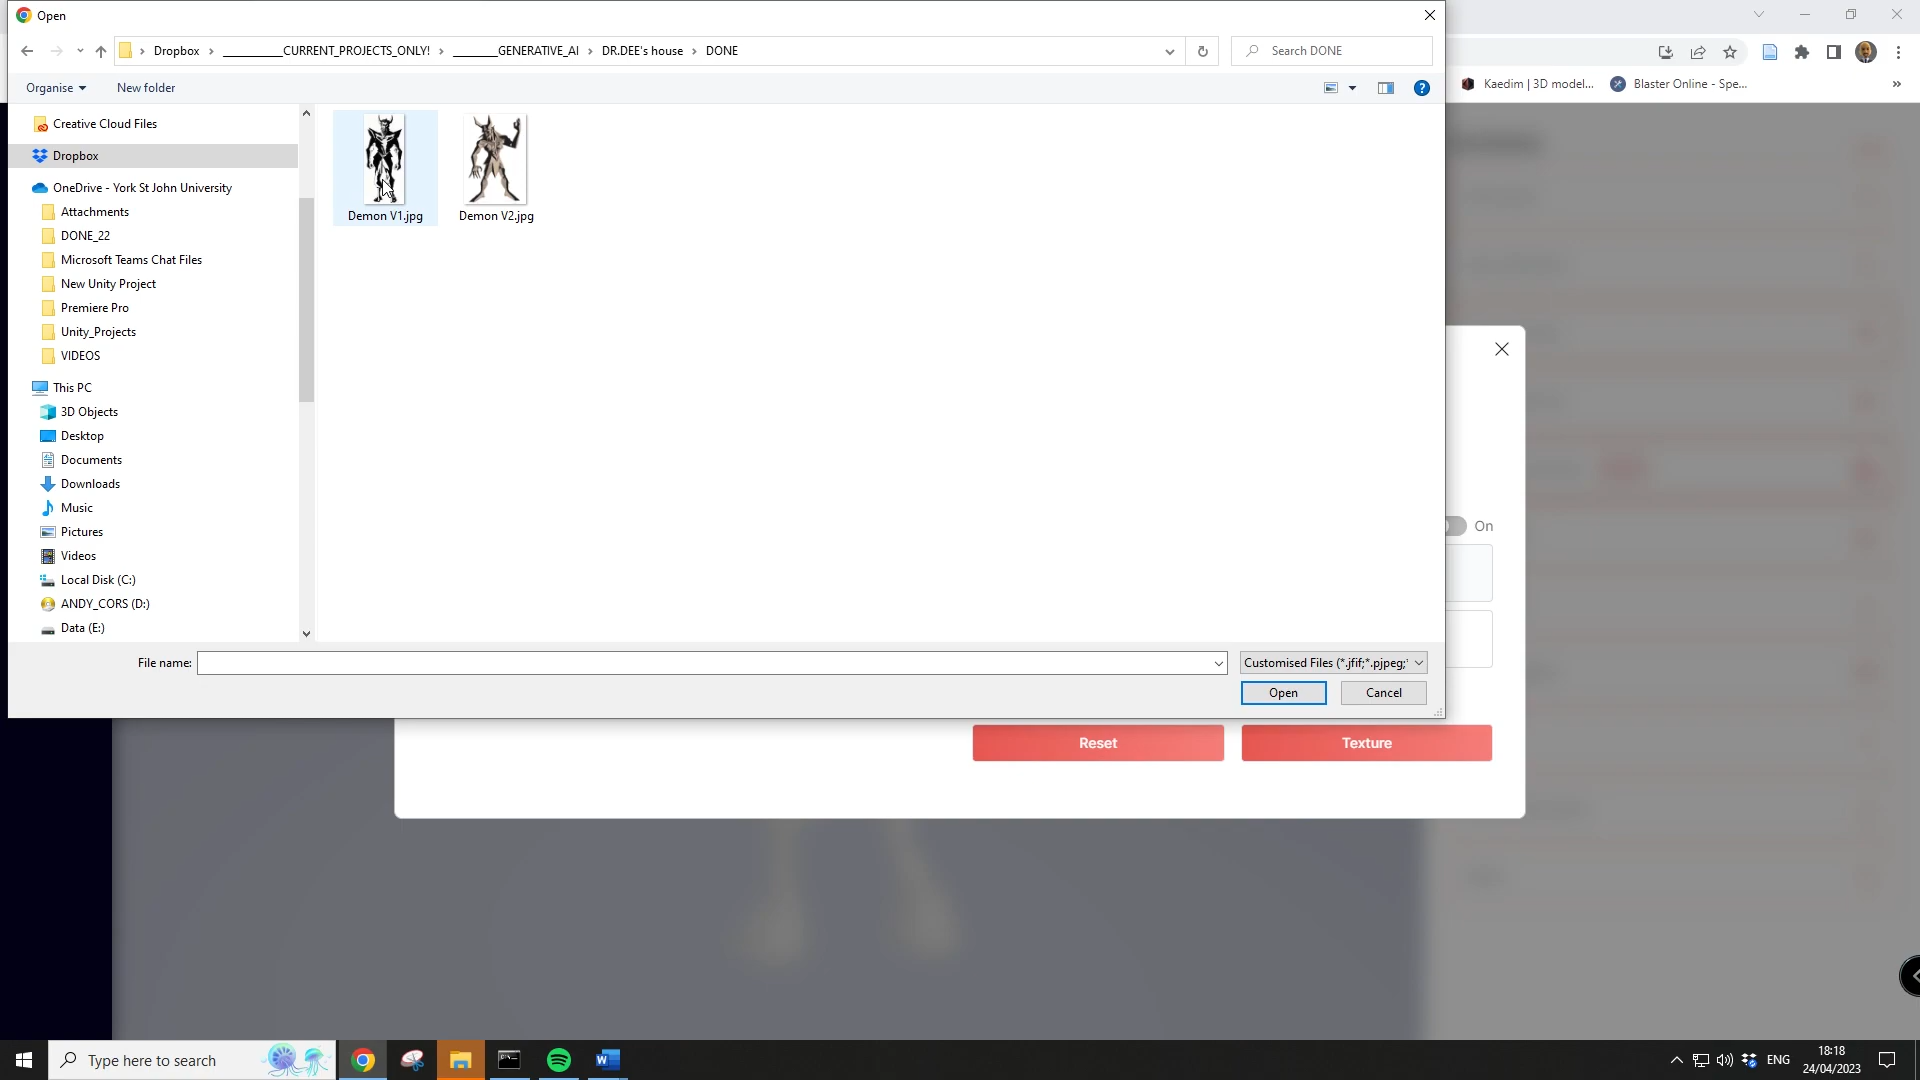 Open
Dropbox
__________CURRENT_PROJECTS_ONLY!
________GENERATIVE_AI
DR.DEE's house
DONE
Search DONE
Organise
New folder
Kaedim | 3D model...
Blaster Online - Spe...
Creative Cloud Files
Dropbox
OneDrive - York St John University
Attachments
DONE_22
Microsoft Teams Chat Files
New Unity Project
Premiere Pro
Unity_Projects
VIDEOS
This PC
3D Objects
Desktop
Documents
Downloads
Music
Pictures
Videos
Local Disk (C:)
ANDY_CORS (D:)
Data (E:)
Demon V1.jpg
Demon V2.jpg
On
File name:
Customised Files (*.jfif;*.pjpeg;*
Open
Cancel
Reset
Texture
Type here to search
ENG
18:18
24/04/2023